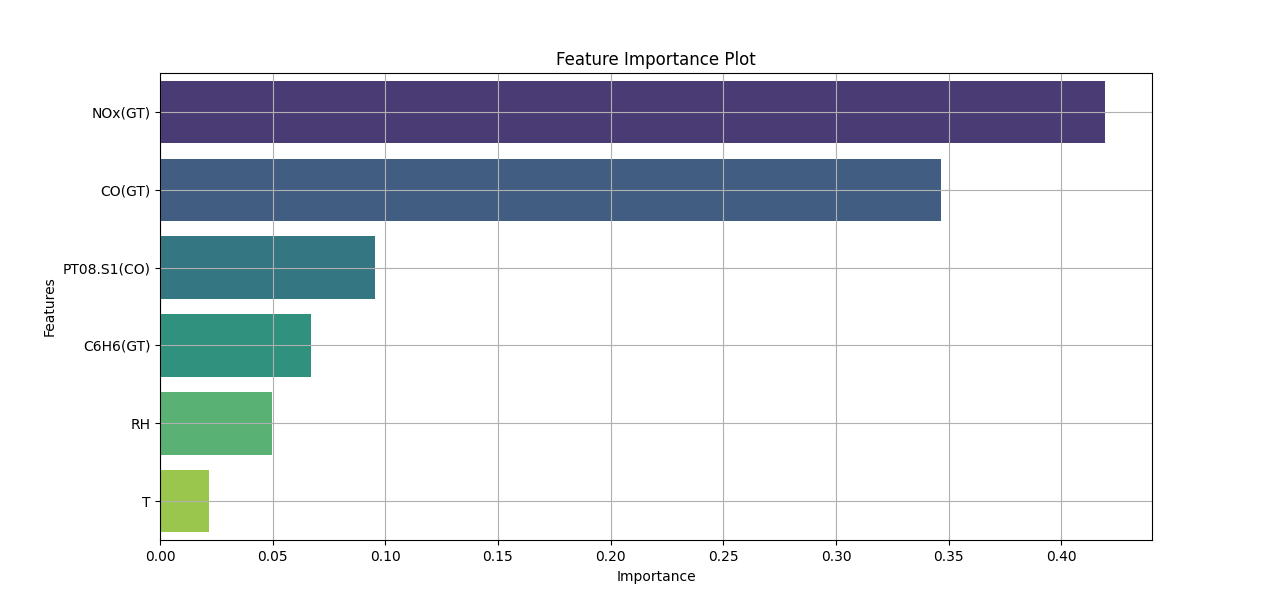 Feature Importance Plot
NOx(GT)
CO(GT)
PT08.S1(CO)
C6H6(GT)
RH
T
Features
0.00 0.05 0.10 0.15 0.20 0.25 0.30 0.35 0.40
Importance